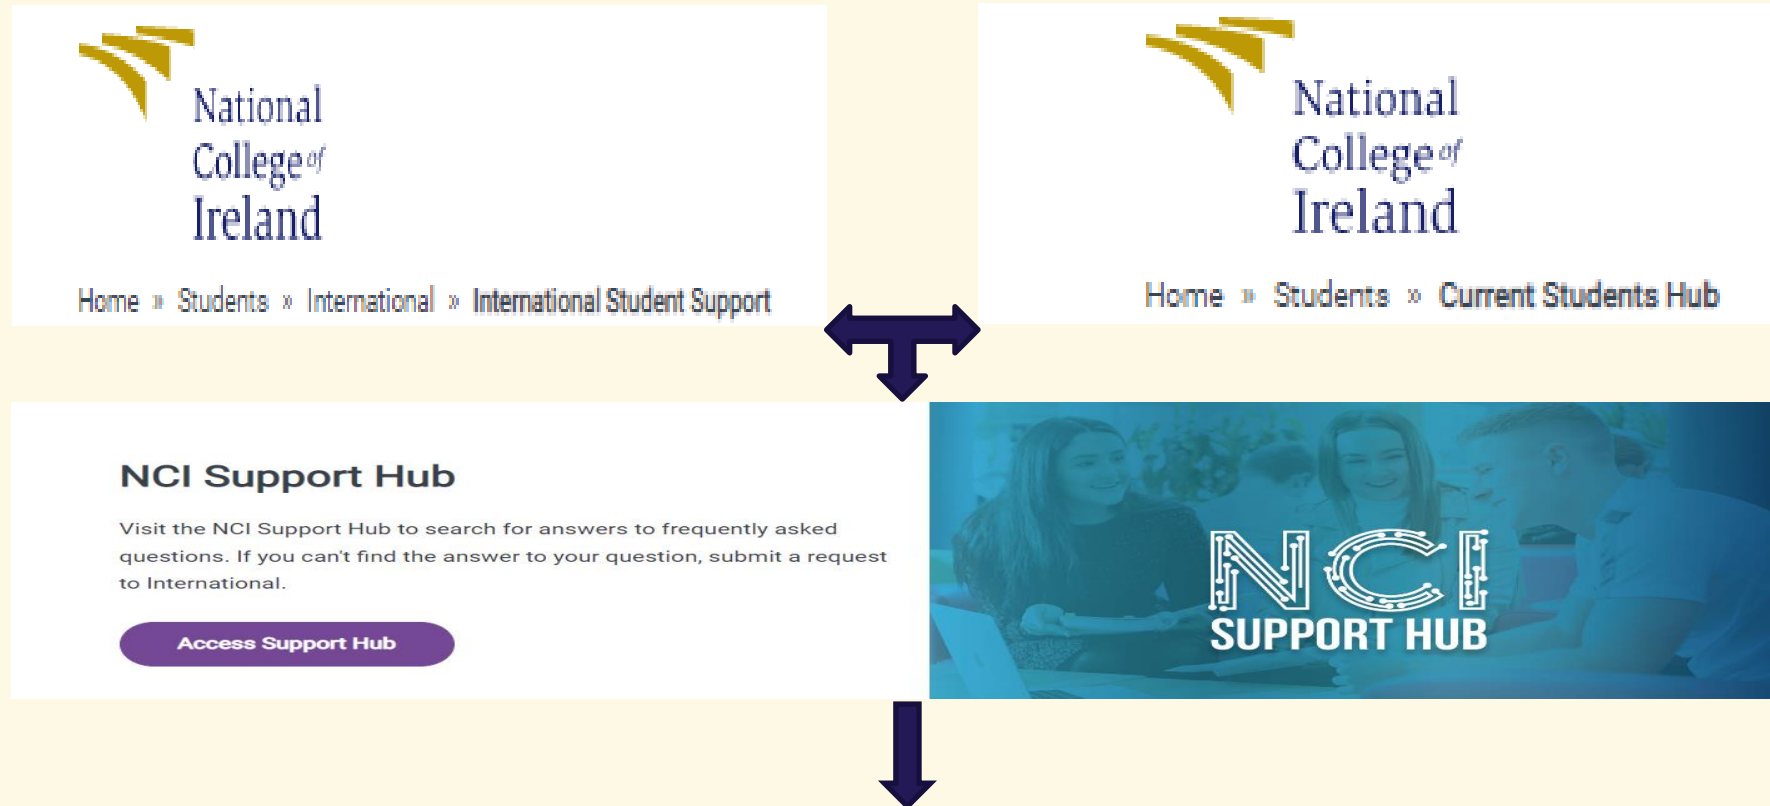 National
College of
Ireland
Home » Students » International » International Student Support
National
College of
Ireland
Home » Students » Current Students Hub
NCI Support Hub
Visit the NCI Support Hub to search for answers to frequently asked
questions. If you can't find the answer to your question, submit a request
to International.
Access Support Hub
NCI
SUPPORT HUB